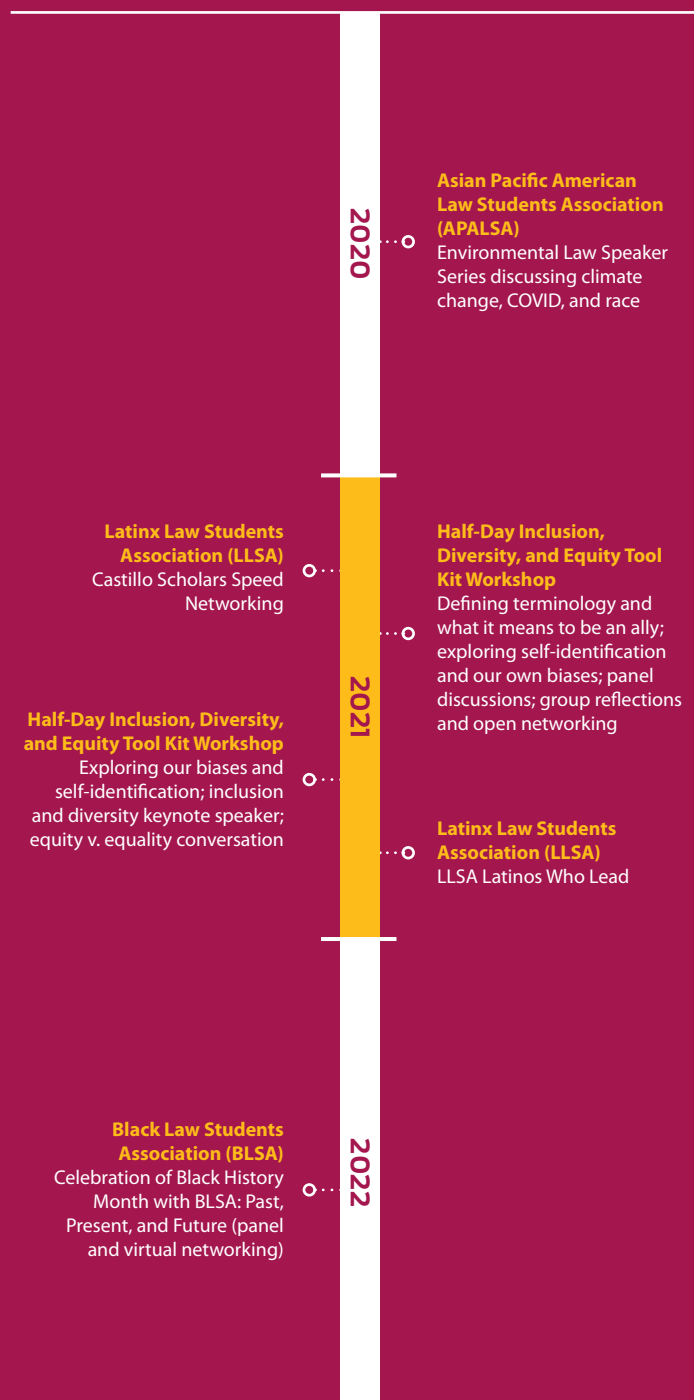 2020
Asian Pacific American
Law Students Association
(APALSA)
Environmental Law Speaker
Series discussing climate
change, COVID, and race
2021
Latinx Law Students
Association (LLSA)
Castillo Scholars Speed
Networking
Half-Day Inclusion,
Diversity, and Equity Tool
Kit Workshop
Defining terminology and
what it means to be an ally;
exploring self-identification
and our own biases; panel
discussions; group reflections
and open networking
Half-Day Inclusion, Diversity,
and Equity Tool Kit Workshop
Exploring our biases and
self-identification; inclusion
and diversity keynote speaker;
equity v. equality conversation
Latinx Law Students
Association (LLSA)
LLSA Latinos Who Lead
2022
Black Law Students
Association (BLSA)
Celebration of Black History
Month with BLSA: Past,
Present, and Future (panel
and virtual networking)